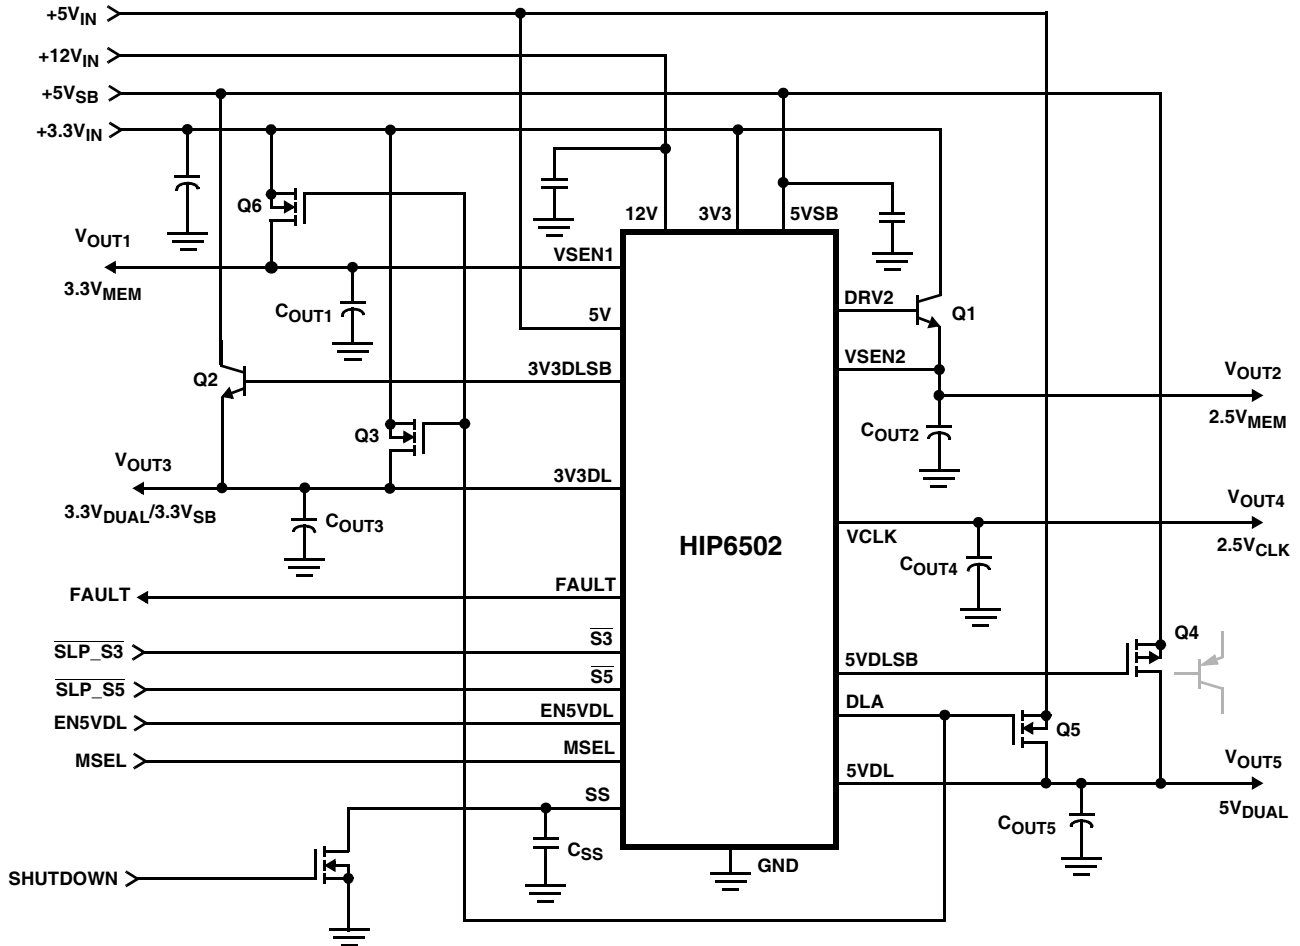 +5VIN
+12VIN
+5VSB
+3.3VIN
Q6
12V
3V3
5VSB
VOUT1
VSEN1
3.3VMEM
COUT1
5V
DRV2
Q1
VSEN2
Q2
3V3DLSB
VOUT2
2.5VMEM
COUT2
Q3
VOUT3
3V3DL
3.3VDUAL/3.3VSB
COUT3
HIP6502
VCLK
VOUT4
2.5VCLK
COUT4
FAULT
FAULT
SLP_S3
S3
Q4
5VDLSB
SLP_S5
S5
EN5VDL
EN5VDL
DLA
Q5
MSEL
MSEL
5VDL
VOUT5
5VDUAL
SS
COUT5
CSS
GND
SHUTDOWN